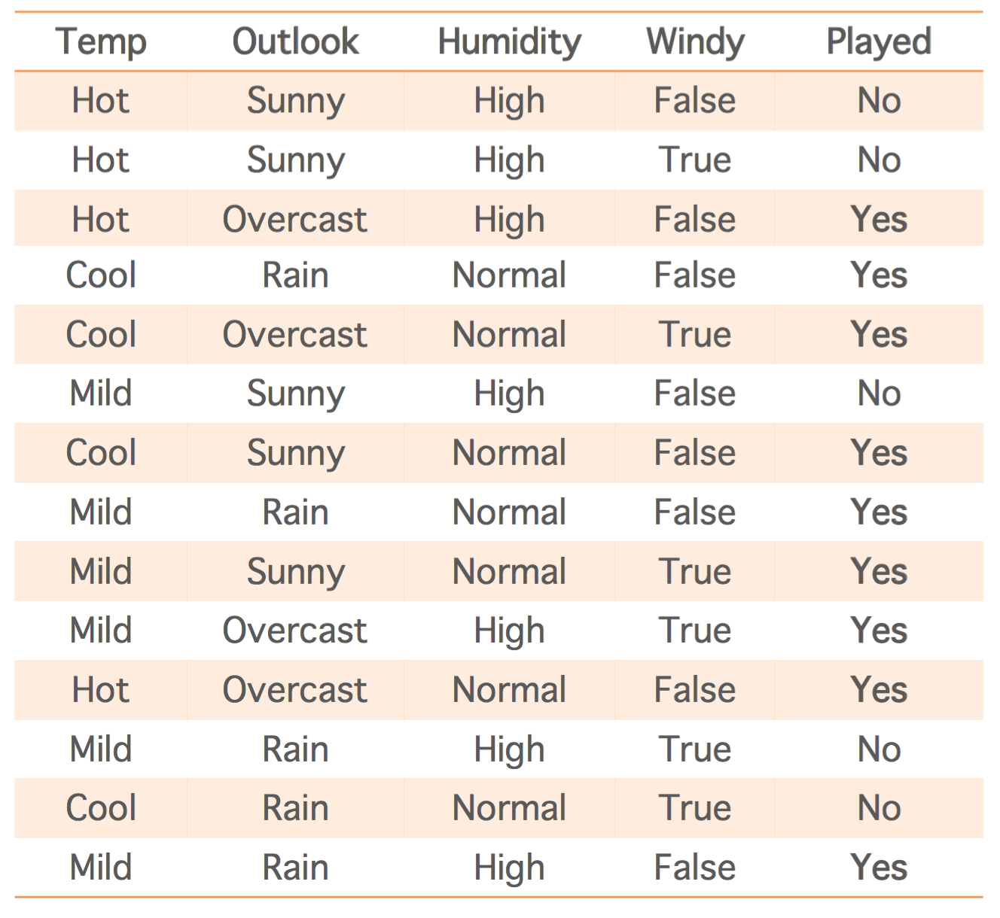 Temp Outlook Humidity Windy Played
Hot Sunny High False No
Hot Sunny High True No
Hot Overcast High False Yes
Cool Rain Normal False Yes
Cool Overcast Normal True Yes
Mild Sunny High False No
Cool Sunny Normal False Yes
Mild Rain Normal False Yes
Mild Sunny Normal True Yes
Mild Overcast High True Yes
Hot Overcast Normal False Yes
Mild Rain High True No
Cool Rain Normal True No
Mild Rain High False Yes